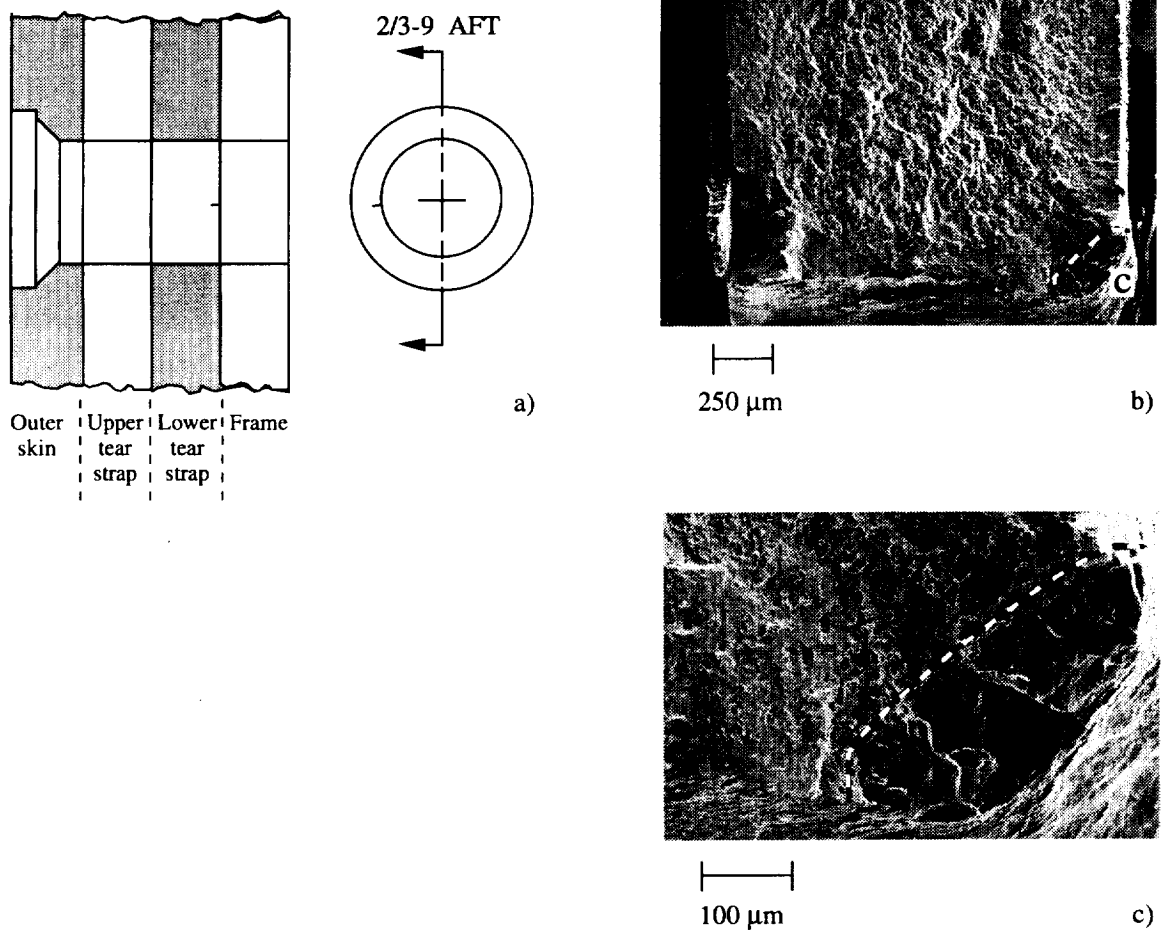 2/3-9 AFT
Outer
skin
Upper
tear
strap
Lower
tear
strap
Frame
a)
C
250 μm
b)
100 μm
c)